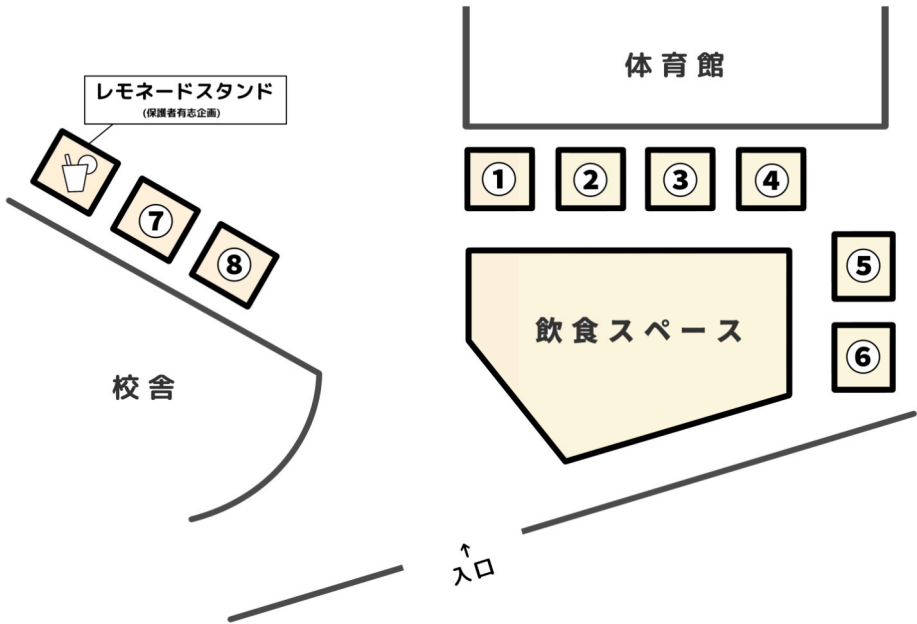 体育館
レモネードスタンド
(保護者有志企画)
① ② ③ ④
⑦
⑧
⑤
飲食スペース
⑥
校舎
↑
入口